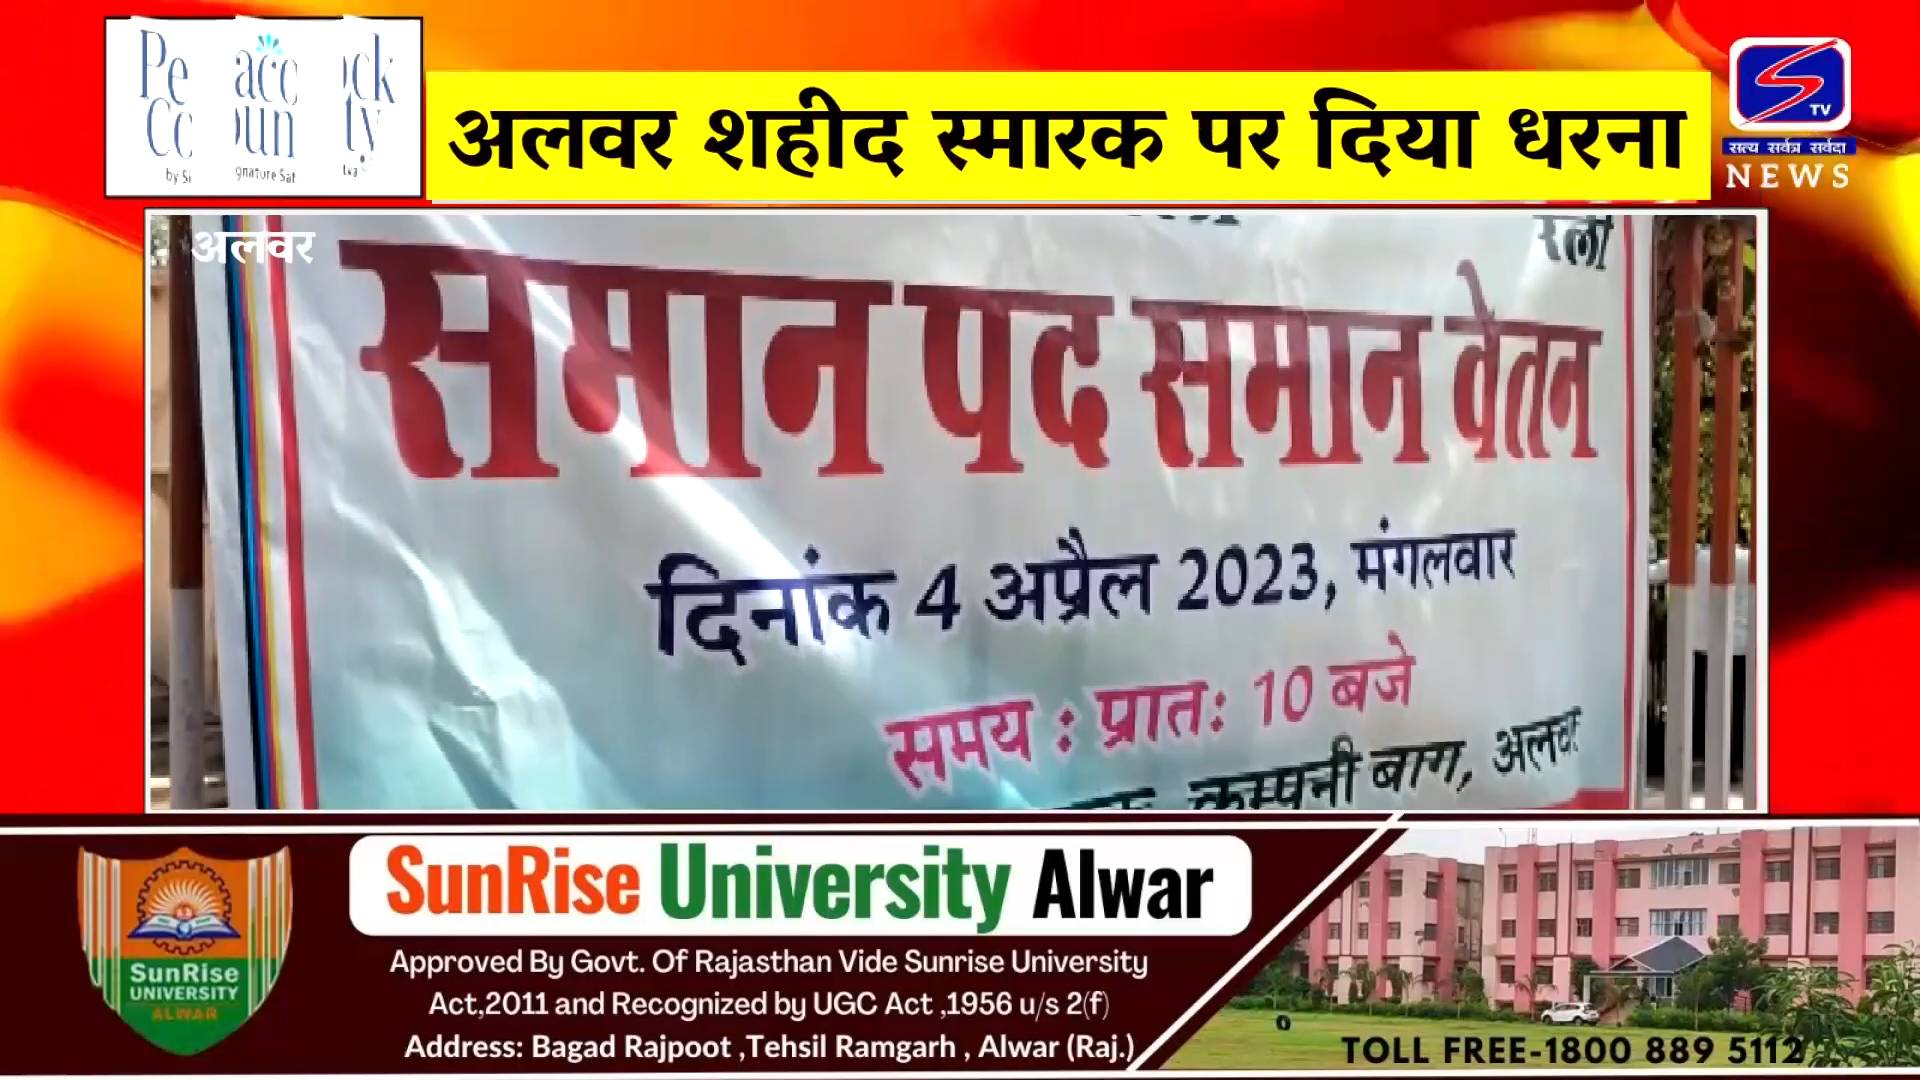 अलवर शहीद स्मारक पर दिया धरना
STV
सत्य सर्वत्र सर्वदा
NEWS
अलवर
रैली
समान पद समान वेतन
दिनांक 4 अप्रैल 2023, मंगलवार
समय : प्रातः 10 बजे
कम्पनी बाग, अलवर
SunRise University Alwar
SunRise
UNIVERSITY
ALWAR
Approved By Govt. Of Rajasthan Vide Sunrise University
Act,2011 and Recognized by UGC Act ,1956 u/s 2(f)
Address: Bagad Rajpoot ,Tehsil Ramgarh , Alwar (Raj.)
TOLL FREE-1800 889 5112